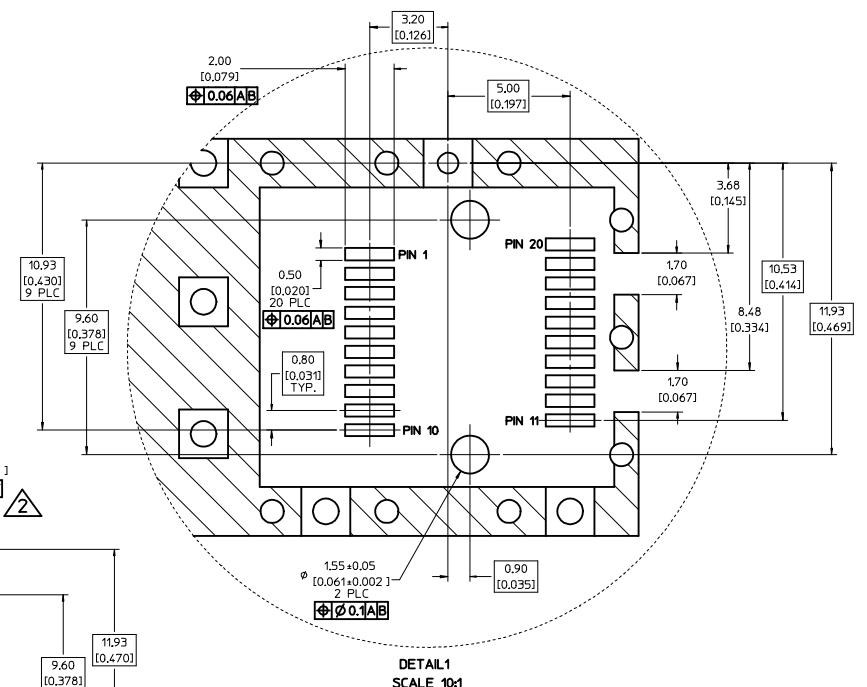 3.20
[0.126]
2.00
[0.079]
⌖ 0.06 A B
5.00
[0.197]
3.68
[0.145]
PIN 1
PIN 20
10.93
[0.430]
9 PLC
0.50
[0.020]
20 PLC
⌖ 0.06 A B
1.70
[0.067]
10.53
[0.414]
9.60
[0.378]
9 PLC
8.48
[0.334]
11.93
[0.469]
0.80
[0.031]
TYP.
1.70
[0.067]
PIN 10
PIN 11
]
2
⌀ 1.55±0.05
[0.061±0.002 ]
2 PLC
⌖ ⌀ 0.1 A B
0.90
[0.035]
11.93
[0.470]
9.60
[0.378]
DETAIL1
SCALE 10:1